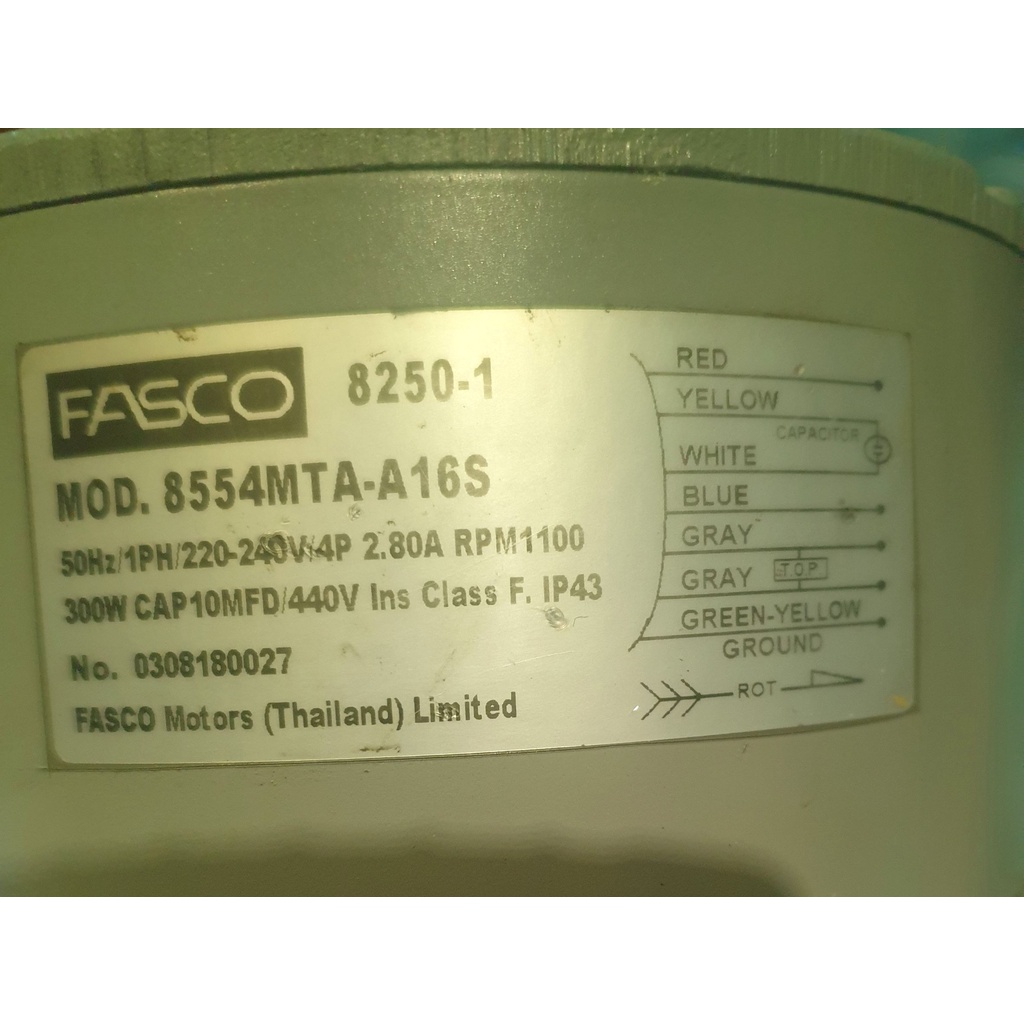 FASCO 8250-1
MOD. 8554MTA-A16S
50Hz/1PH/220-240V/4P 2.80A RPM1100
300W CAP10MFD/440V Ins Class F. IP43
No. 0308180027
FASCO Motors (Thailand) Limited
RED
YELLOW
CAPACITOR
WHITE
BLUE
GRAY
T.O.P
GRAY
GREEN-YELLOW
GROUND
ROT